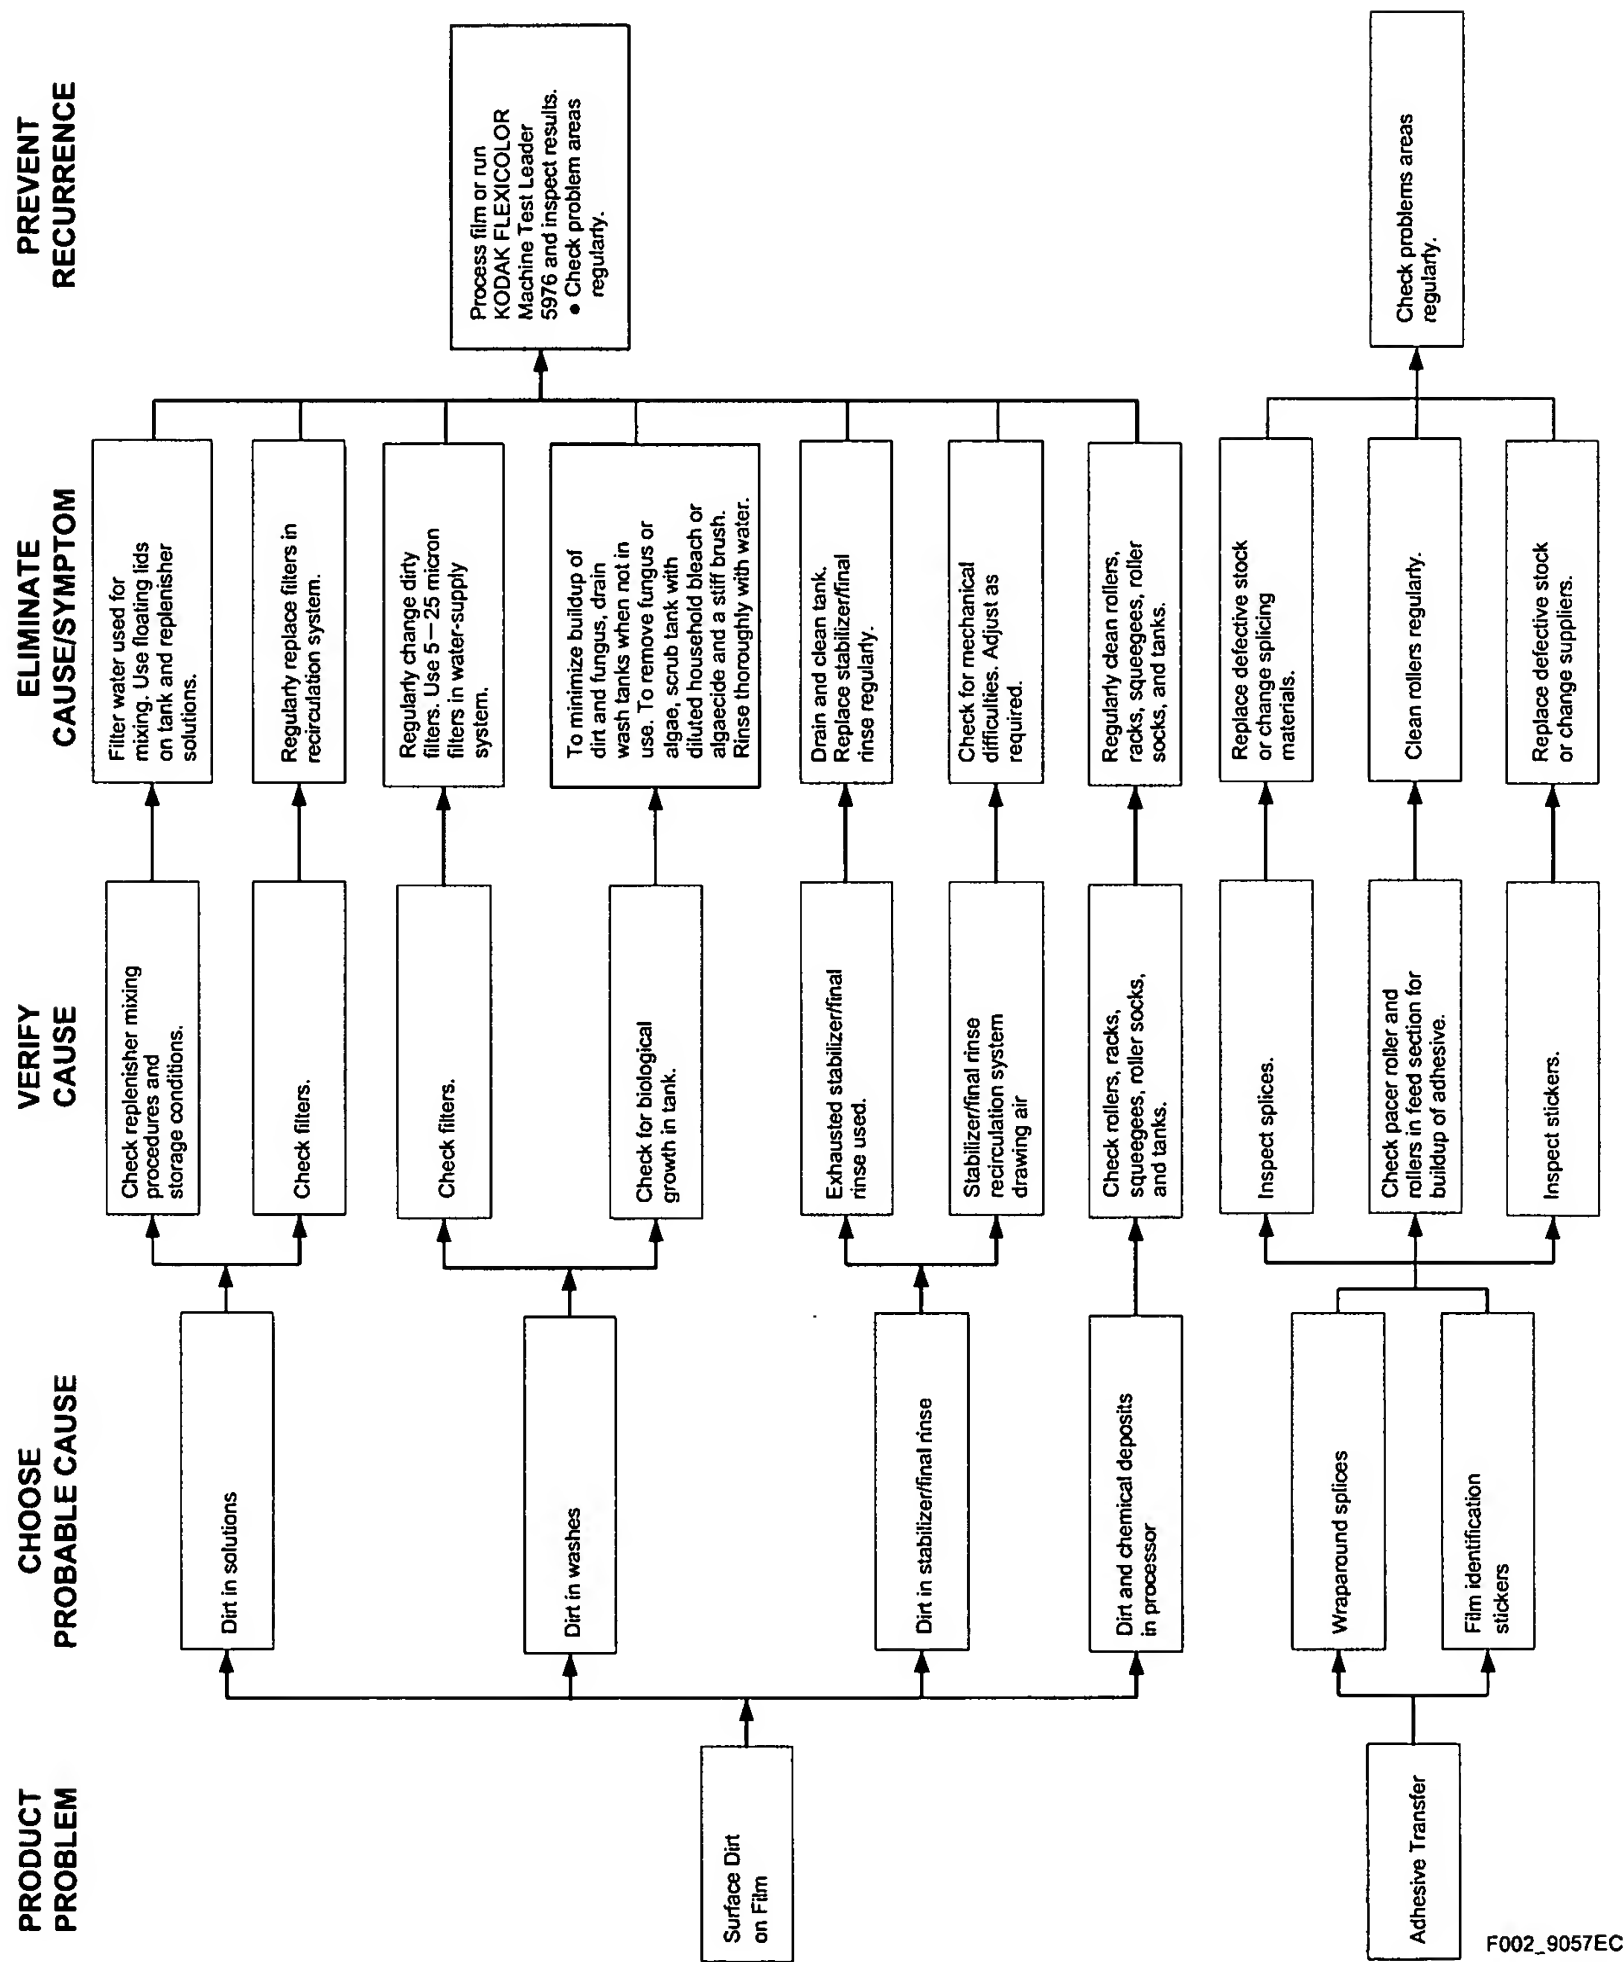 PRODUCT
PROBLEM
CHOOSE
PROBABLE CAUSE
VERIFY
CAUSE
ELIMINATE
CAUSE/SYMPTOM
PREVENT
RECURRENCE
Surface Dirt
on Film
Dirt in solutions
Check replenisher mixing
procedures and
storage conditions.
Filter water used for
mixing. Use floating lids
on tank and replenisher
solutions.
Check filters.
Regularly replace filters in
recirculation system.
Dirt in washes
Check filters.
Regularly change dirty
filters. Use 5 – 25 micron
filters in water-supply
system.
Check for biological
growth in tank.
To minimize buildup of
dirt and fungus, drain
wash tanks when not in
use. To remove fungus or
algae, scrub tank with
diluted household bleach or
algaecide and a stiff brush.
Rinse thoroughly with water.
Dirt in stabilizer/final rinse
Exhausted stabilizer/final
rinse used.
Drain and clean tank.
Replace stabilizer/final
rinse regularly.
Stabilizer/final rinse
recirculation system
drawing air
Check for mechanical
difficulties. Adjust as
required.
Dirt and chemical deposits
in processor
Check rollers, racks,
squeegees, roller socks,
and tanks.
Regularly clean rollers,
racks, squeegees, roller
socks, and tanks.
Process film or run
KODAK FLEXICOLOR
Machine Test Leader
5976 and inspect results.
• Check problem areas
regularly.
Adhesive Transfer
Wraparound splices
Film identification
stickers
Inspect splices.
Replace defective stock
or change splicing
materials.
Check pacer roller and
rollers in feed section for
buildup of adhesive.
Clean rollers regularly.
Inspect stickers.
Replace defective stock
or change suppliers.
Check problems areas
regularly.
F002_9057EC